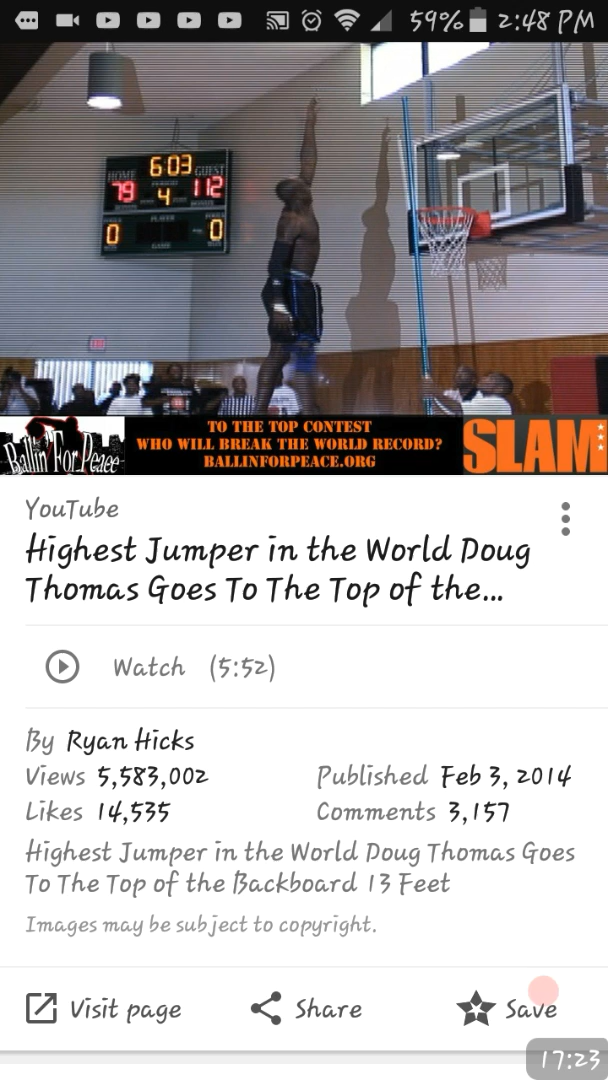 59% 2:48 PM
6:03
HOME GUEST
79 4 112
PLAYER
0 0
GAME
TO THE TOP CONTEST
WHO WILL BREAK THE WORLD RECORD?
BALLINFORPEACE.ORG
Ballin' For Peace
SLAM
YouTube
Highest Jumper in the World Doug
Thomas Goes To The Top of the...
Watch (5:52)
By Ryan Hicks
Views 5,583,002 Published Feb 3, 2014
Likes 14,535 Comments 3,157
Highest Jumper in the World Doug Thomas Goes
To The Top of the Backboard 13 Feet
Images may be subject to copyright.
Visit page Share Save
17:23